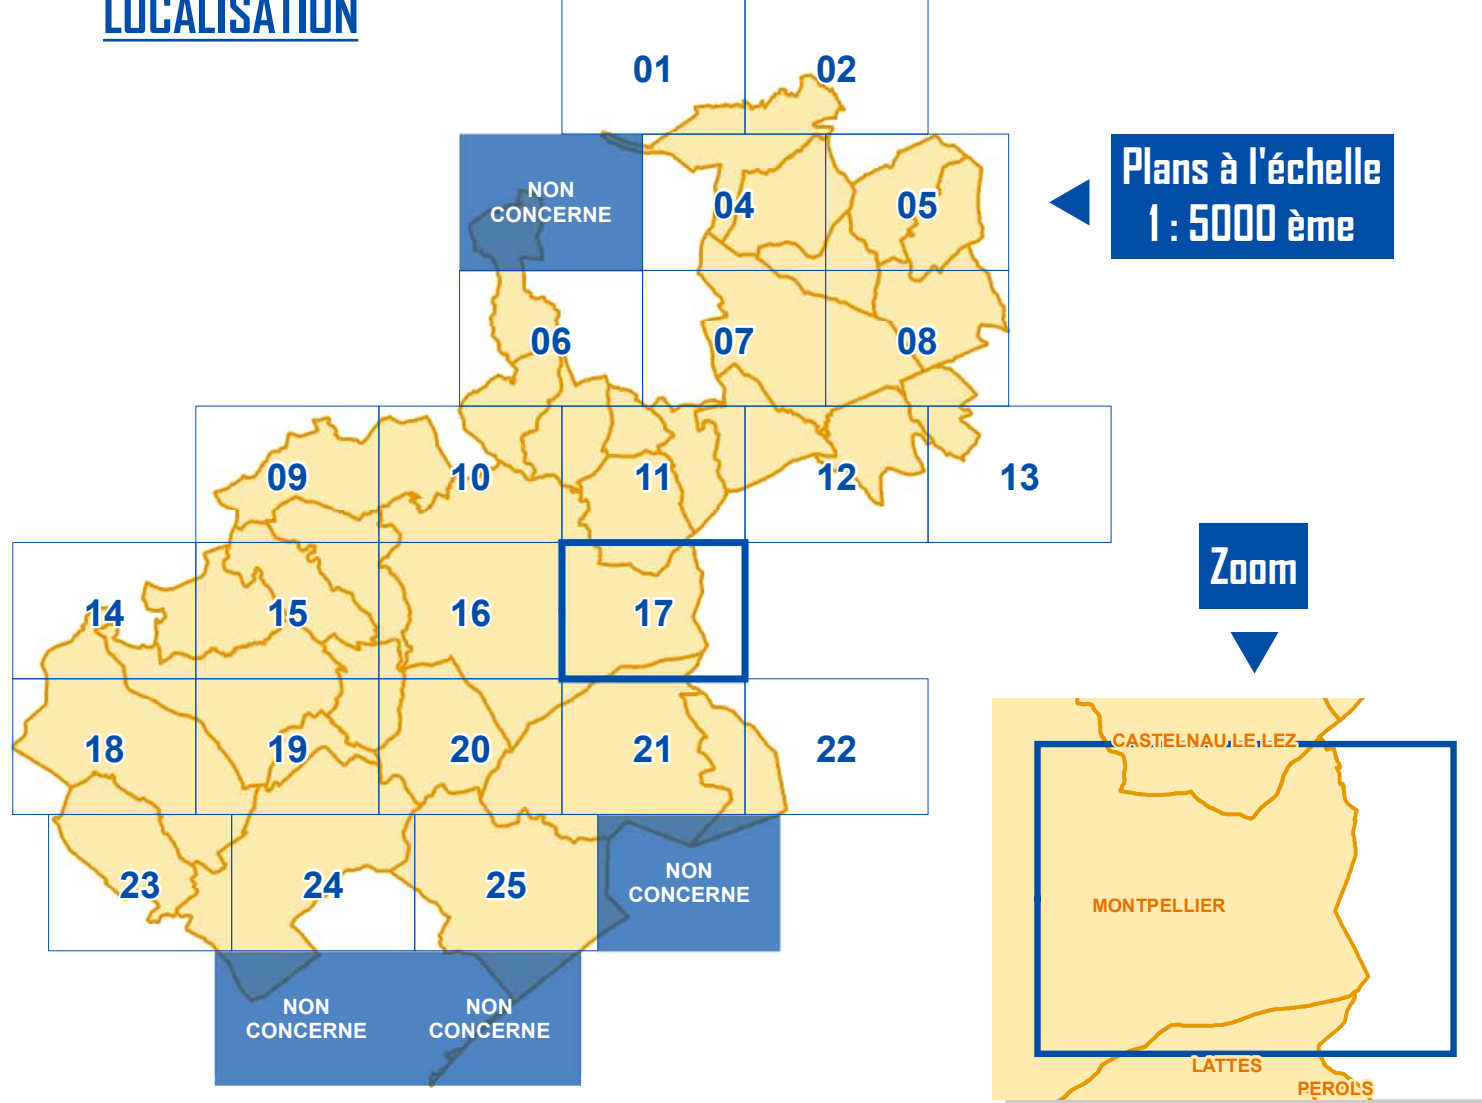 LOCALISATION
01
02
NON
CONCERNE
04
05
Plans à l'échelle
1 : 5000 ème
06
07
08
09
10
11
12
13
Zoom
14
15
16
17
18
19
20
21
22
CASTELNAU LE LEZ
MONTPELLIER
LATTES
PEROLS
23
24
25
NON
CONCERNE
NON
CONCERNE
NON
CONCERNE